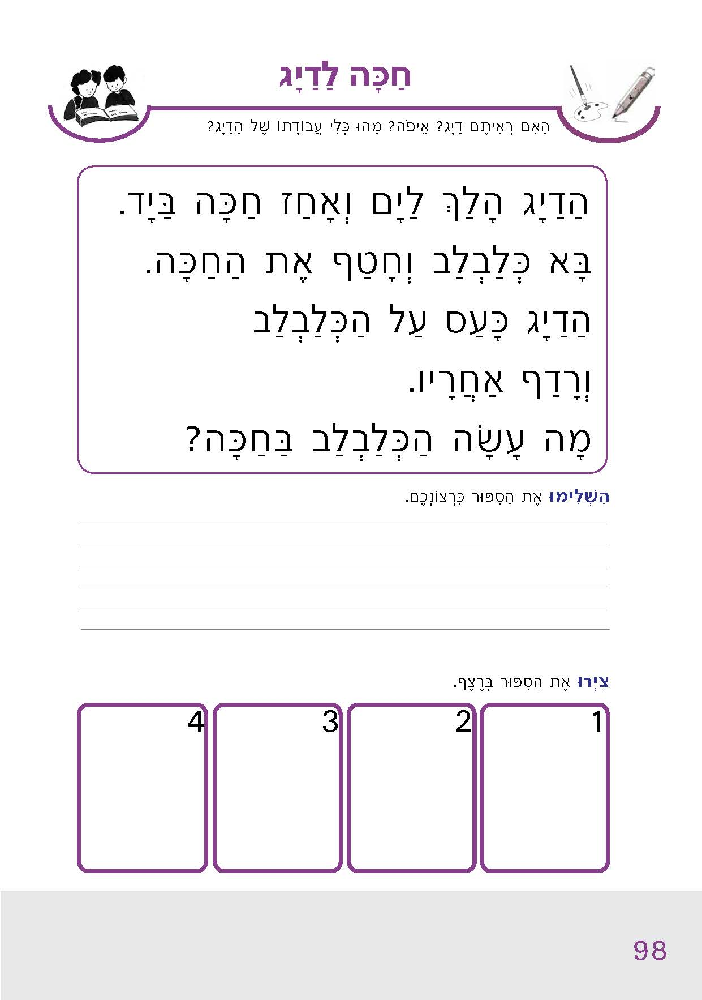 חַכָּה לַדַיָּג
הַאִם רְאִיתֶם דַיָּג? אֵיפֹה? מַהוּ כְּלִי עֲבוֹדָתוֹ שֶׁל הַדַיָּג?
הַדַיָּג הָלַךְ לַיָּם וְאָחַז חַכָּה בַּיָּד.
בָּא כְּלַבְלַב וְחָטַף אֶת הַחַכָּה.
הַדַיָּג כָּעַס עַל הַכְּלַבְלַב
וְרָדַף אַחֲרָיו.
מָה עָשָׂה הַכְּלַבְלַב בַּחַכָּה?
הַשְׁלִימוּ אֶת הַסִּפּוּר כִּרְצוֹנְכֶם.
צַיְּרוּ אֶת הַסִּפּוּר בְּרֶצֶף.
1 2 3 4
98